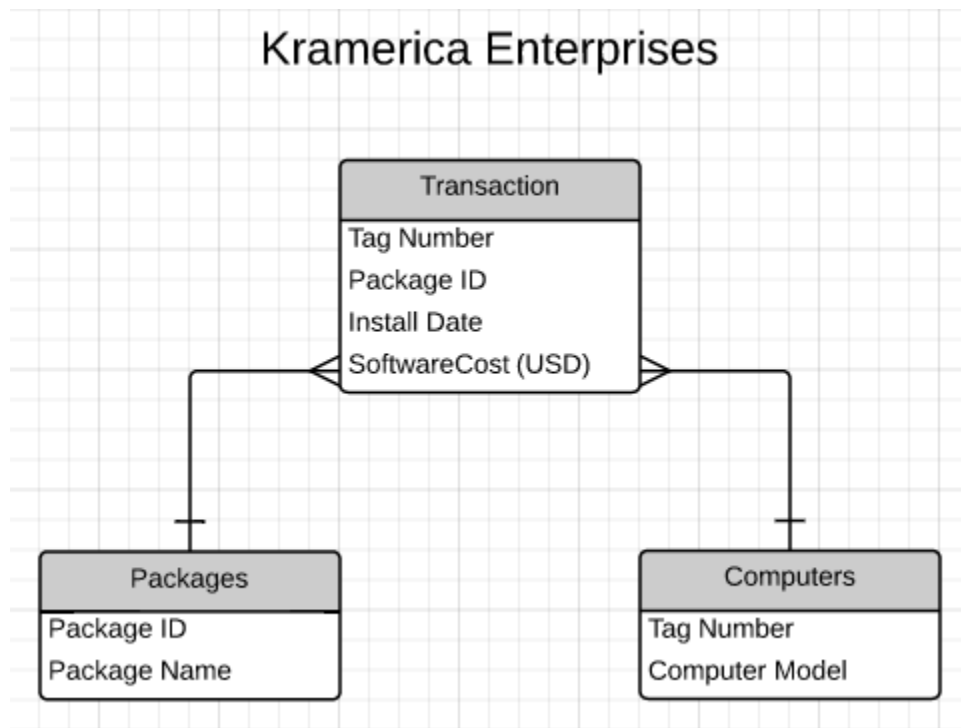 Kramerica Enterprises
Transaction
Tag Number
Package ID
Install Date
SoftwareCost (USD)
Packages
Package ID
Package Name
Computers
Tag Number
Computer Model